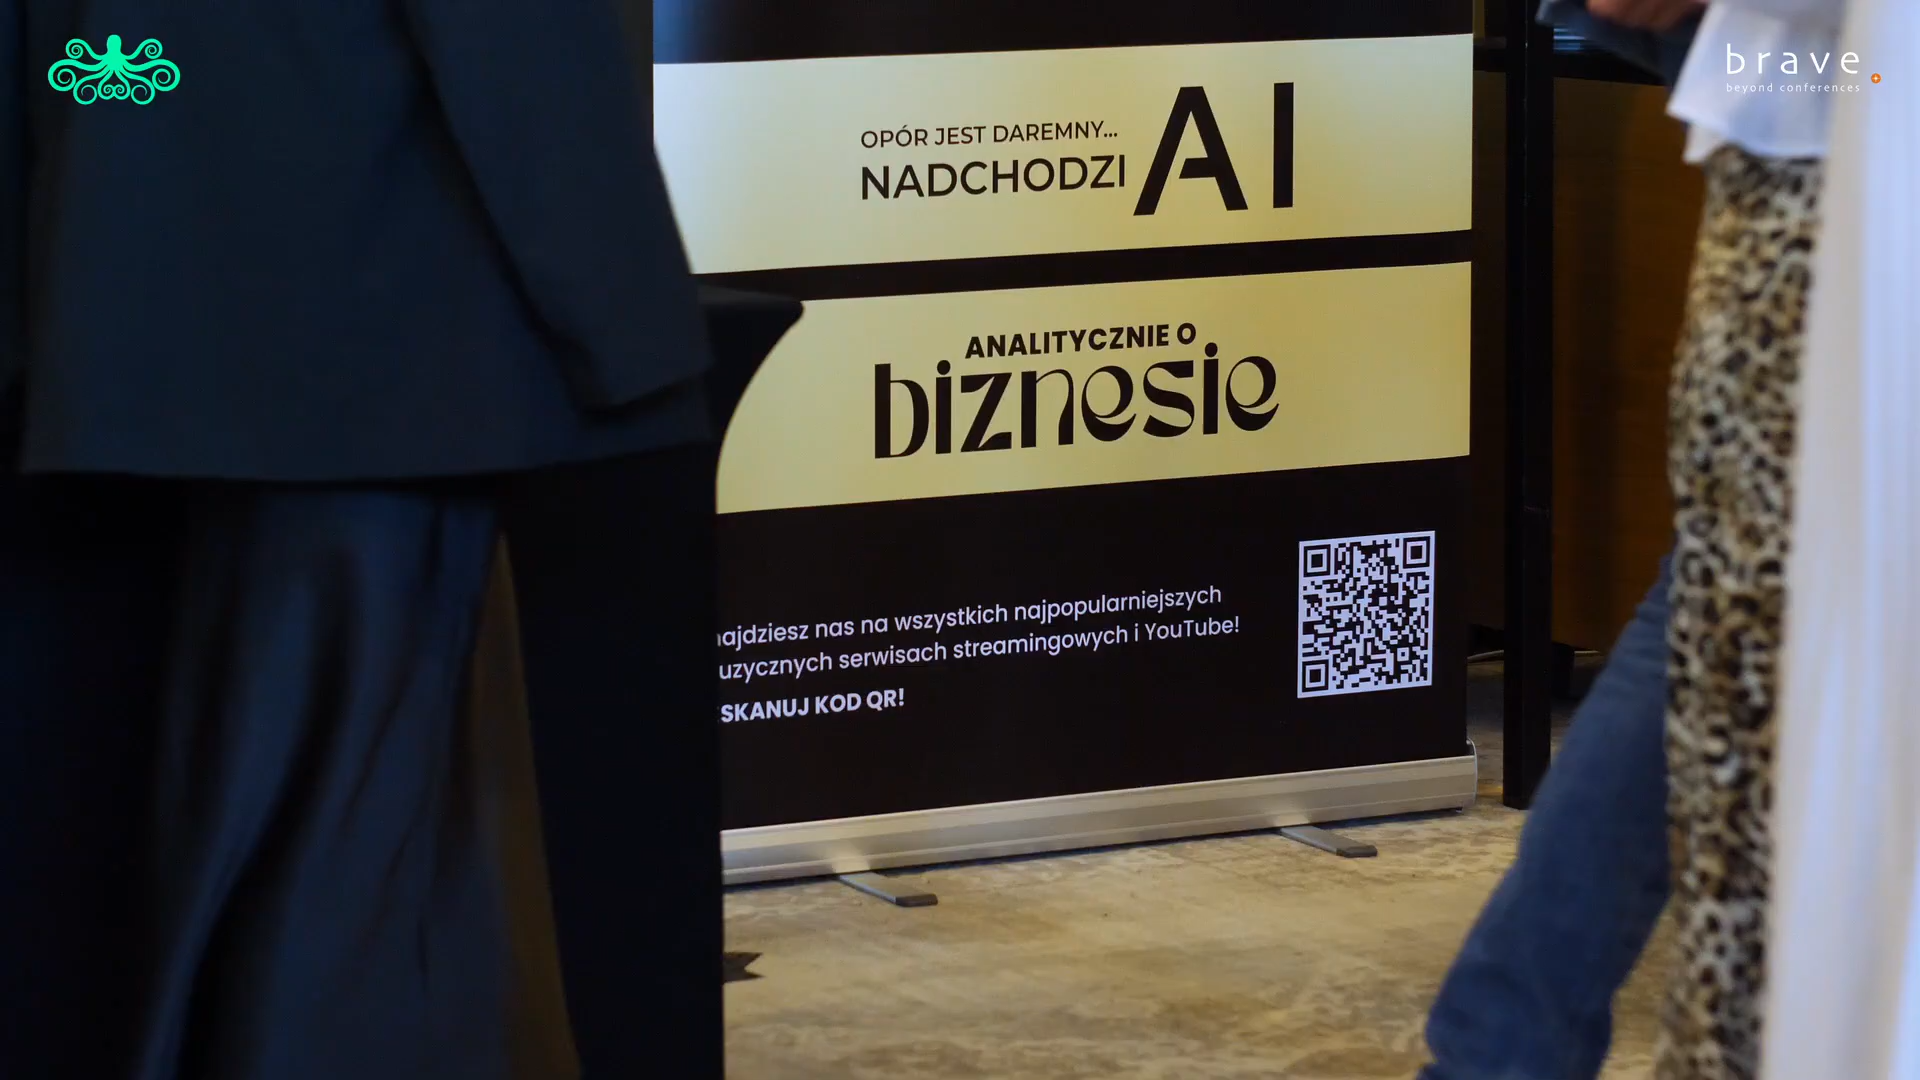 brave
beyond conferences
OPÓR JEST DAREMNY...
NADCHODZI AI
ANALITYCZNIE O
biznesie
najdziesz nas na wszystkich najpopularniejszych
uzycznych serwisach streamingowych i YouTube!
SKANUJ KOD QR!